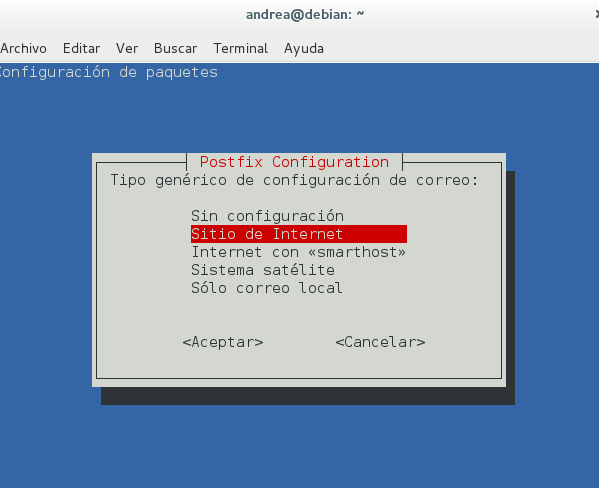 andrea@debian: ~
Archivo Editar Ver Buscar Terminal Ayuda
Configuración de paquetes
Postfix Configuration
Tipo genérico de configuración de correo:
Sin configuración
Sitio de Internet
Internet con «smarthost»
Sistema satélite
Sólo correo local
<Aceptar> <Cancelar>